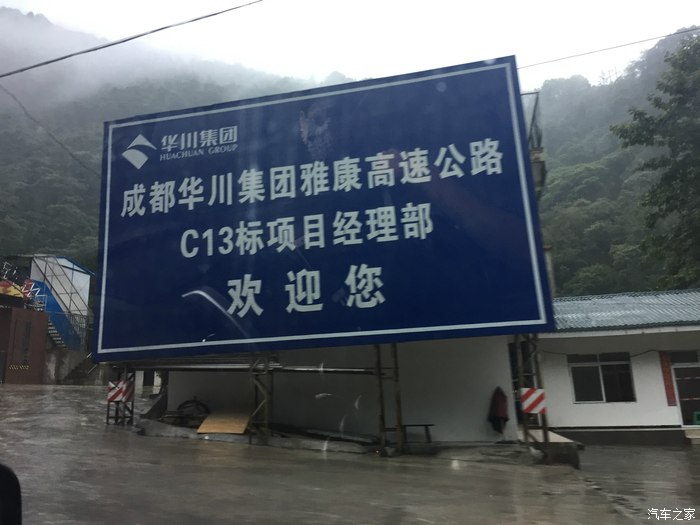 华川集团
HUACHUAN GROUP
成都华川集团雅康高速公路
C13标项目经理部
欢迎您
汽车之家